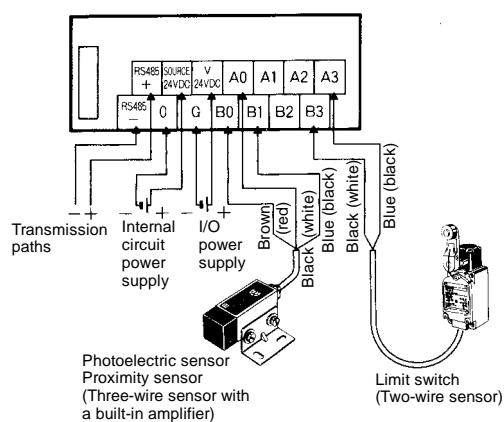 RS485
+
SOURCE
24VDC
V
24VDC
A0
A1
A2
A3
RS485
–
0
G
B0
B1
B2
B3
– +
– +
– +
Transmission
paths
Internal
circuit
power
supply
I/O
power
supply
Brown
(red)
Black (white)
Blue (black)
Black (white)
Blue (black)
Photoelectric sensor
Proximity sensor
(Three-wire sensor with
a built-in amplifier)
Limit switch
(Two-wire sensor)